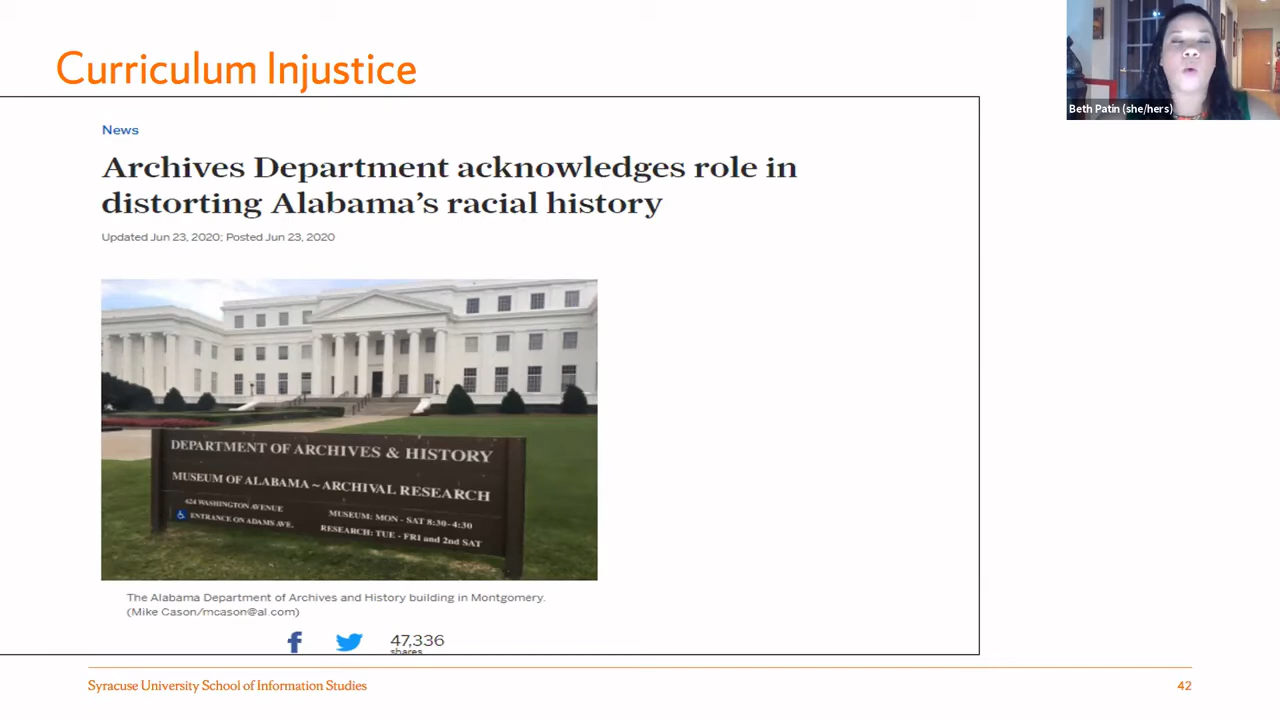 Curriculum Injustice
Beth Patin (she/hers)
News
Archives Department acknowledges role in
distorting Alabama’s racial history
Updated Jun 23, 2020; Posted Jun 23, 2020
DEPARTMENT OF ARCHIVES & HISTORY
MUSEUM OF ALABAMA ~ ARCHIVAL RESEARCH
624 WASHINGTON AVENUE
ENTRANCE ON ADAMS AVE.
MUSEUM: MON - SAT 8:30-4:30
RESEARCH: TUE - FRI and 2nd SAT
The Alabama Department of Archives and History building in Montgomery.
(Mike Cason/mcason@al.com)
47,336
shares
Syracuse University School of Information Studies
42